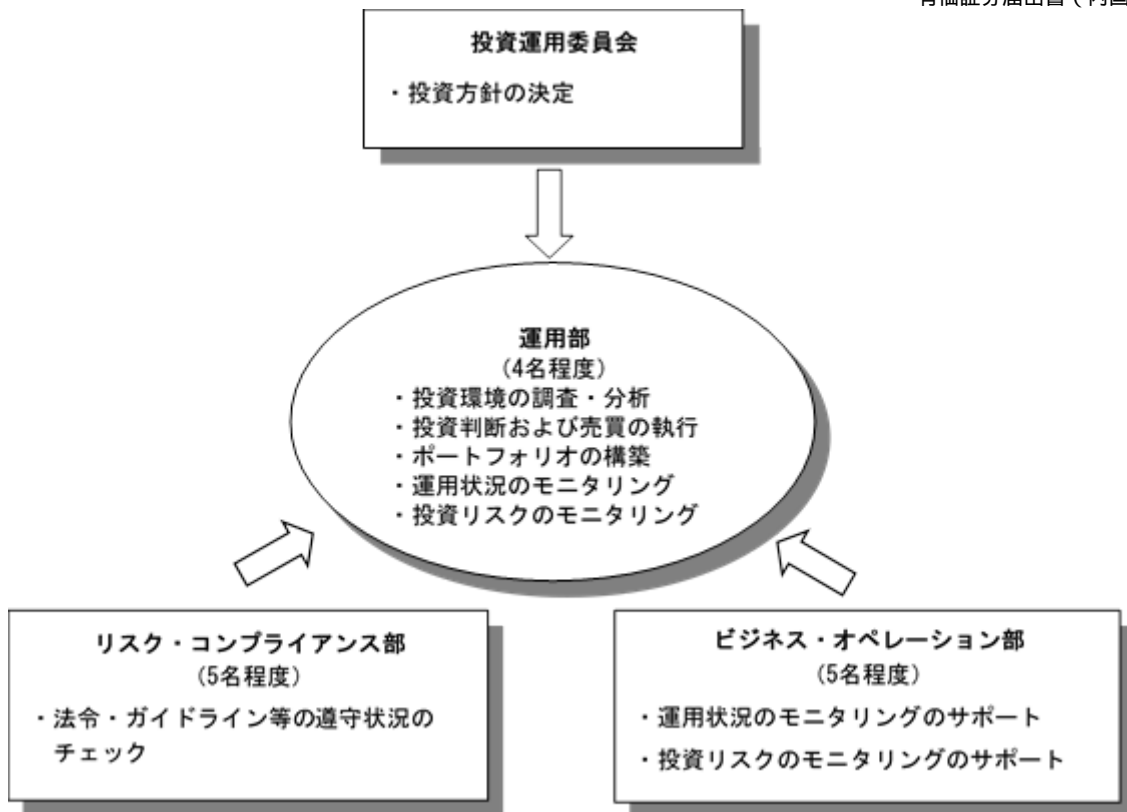 投資運用委員会
・投資方針の決定
運用部
(4名程度)
・投資環境の調査・分析
・投資判断および売買の執行
・ポートフォリオの構築
・運用状況のモニタリング
・投資リスクのモニタリング
リスク・コンプライアンス部
(5名程度)
・法令・ガイドライン等の遵守状況の
チェック
ビジネス・オペレーション部
(5名程度)
・運用状況のモニタリングのサポート
・投資リスクのモニタリングのサポート